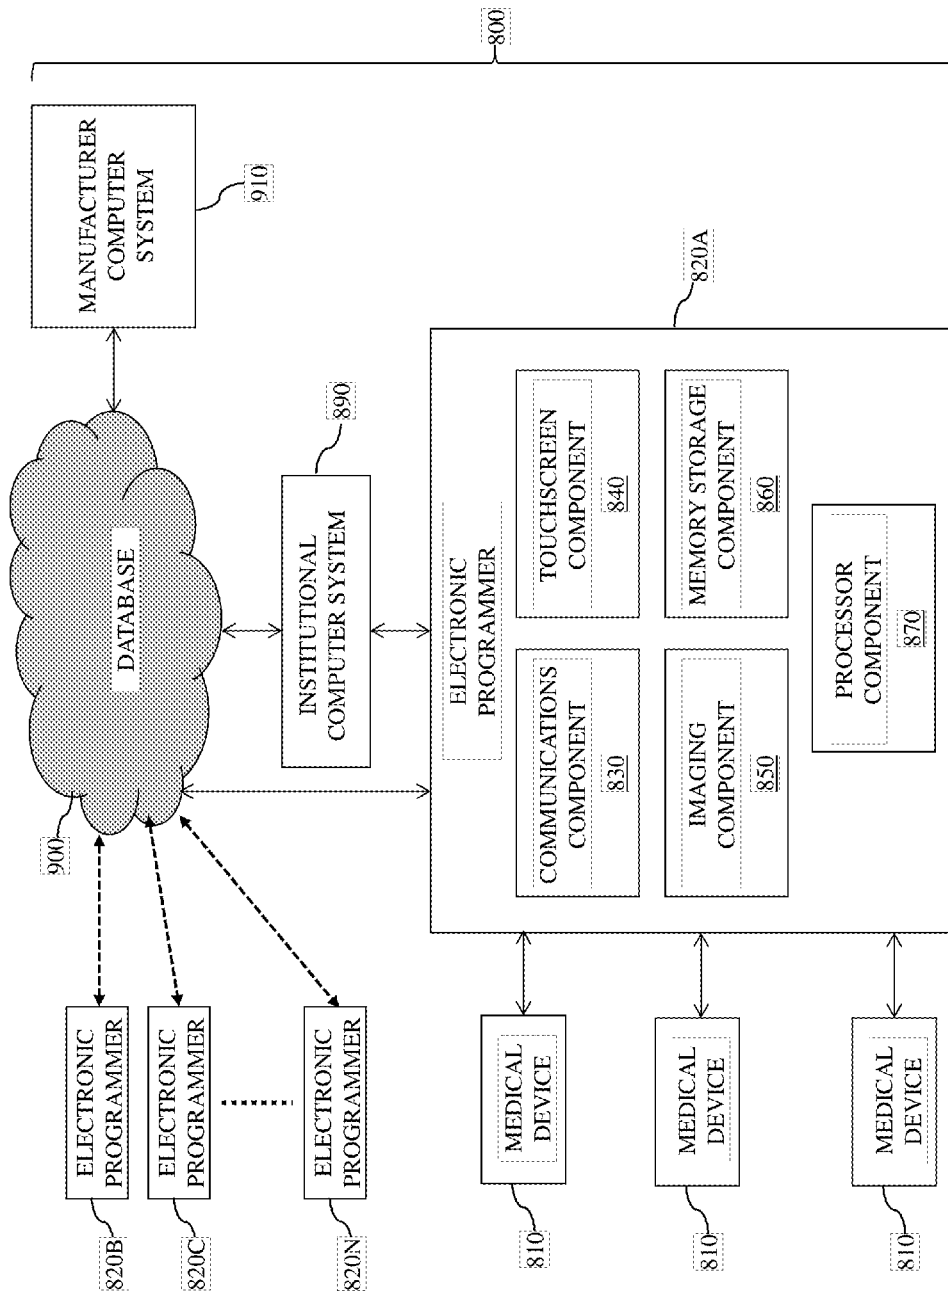 820B
ELECTRONIC
PROGRAMMER
820C
ELECTRONIC
PROGRAMMER
820N
ELECTRONIC
PROGRAMMER
900
DATABASE
MANUFACTURER
COMPUTER
SYSTEM
910
INSTITUTIONAL
COMPUTER SYSTEM
890
800
810
MEDICAL
DEVICE
810
MEDICAL
DEVICE
810
MEDICAL
DEVICE
ELECTRONIC
PROGRAMMER
820A
COMMUNICATIONS
COMPONENT
830
TOUCHSCREEN
COMPONENT
840
IMAGING
COMPONENT
850
MEMORY STORAGE
COMPONENT
860
PROCESSOR
COMPONENT
870